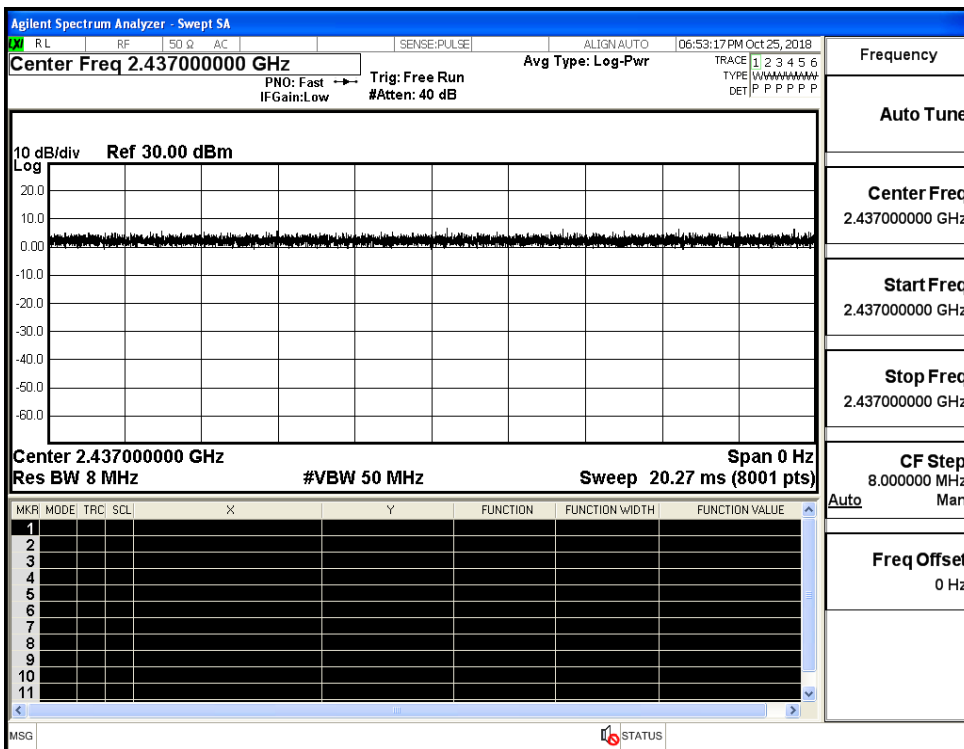 Agilent Spectrum Analyzer - Swept SA
LXI RL RF 50 Ω AC SENSE:PULSE ALIGN AUTO 06:53:17 PM Oct 25, 2018
Center Freq 2.437000000 GHz
PNO: Fast
IFGain:Low
Trig: Free Run
#Atten: 40 dB
Avg Type: Log-Pwr
TRACE 1 2 3 4 5 6
TYPE WWWWWW
DET P P P P P P
10 dB/div Ref 30.00 dBm
Log
20.0
10.0
0.00
-10.0
-20.0
-30.0
-40.0
-50.0
-60.0
Center 2.437000000 GHz Span 0 Hz
Res BW 8 MHz #VBW 50 MHz Sweep 20.27 ms (8001 pts)
MKR MODE TRC SCL X Y FUNCTION FUNCTION WIDTH FUNCTION VALUE
1
2
3
4
5
6
7
8
9
10
11
MSG STATUS
Frequency
Auto Tune
Center Freq
2.437000000 GHz
Start Freq
2.437000000 GHz
Stop Freq
2.437000000 GHz
CF Step
8.000000 MHz
Auto Man
Freq Offset
0 Hz